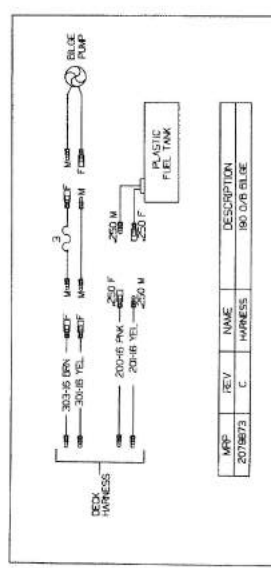 BILGE
PUMP
M
F
F
M
3
M
F
F
M
303-16 BRN
301-16 YEL
PLASTIC
FUEL TANK
.250 M
.250 F
.250 F
.250 M
200-16 PNK
201-16 YEL
DECK
HARNESS
MRP REV NAME DESCRIPTION
2079873 C HARNESS 190 O/B BILGE